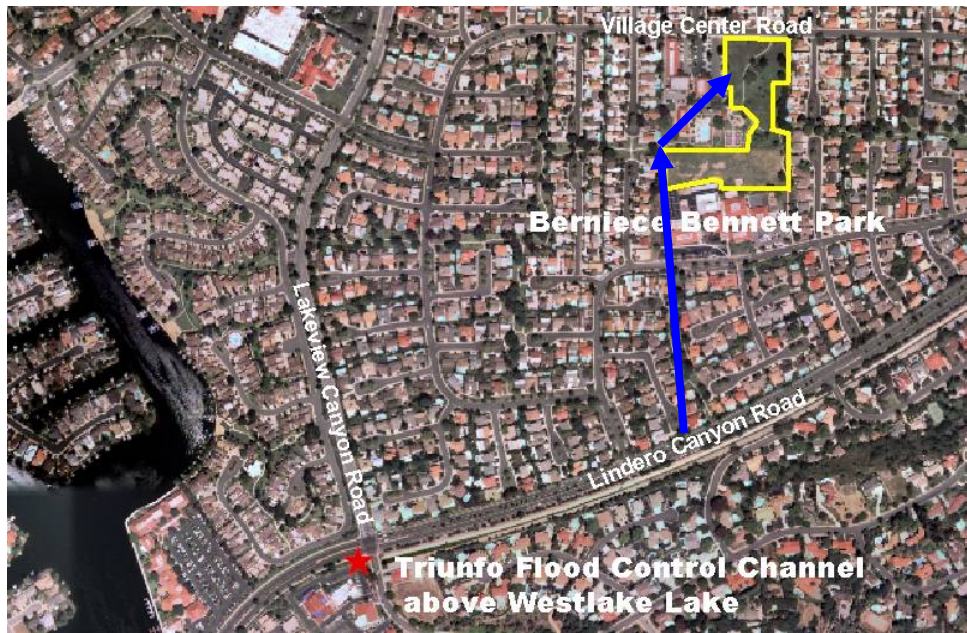 Village Center Road
Berniece Bennett Park
Lakeview Canyon Road
Lindero Canyon Road
Triunfo Flood Control Channel
above Westlake Lake